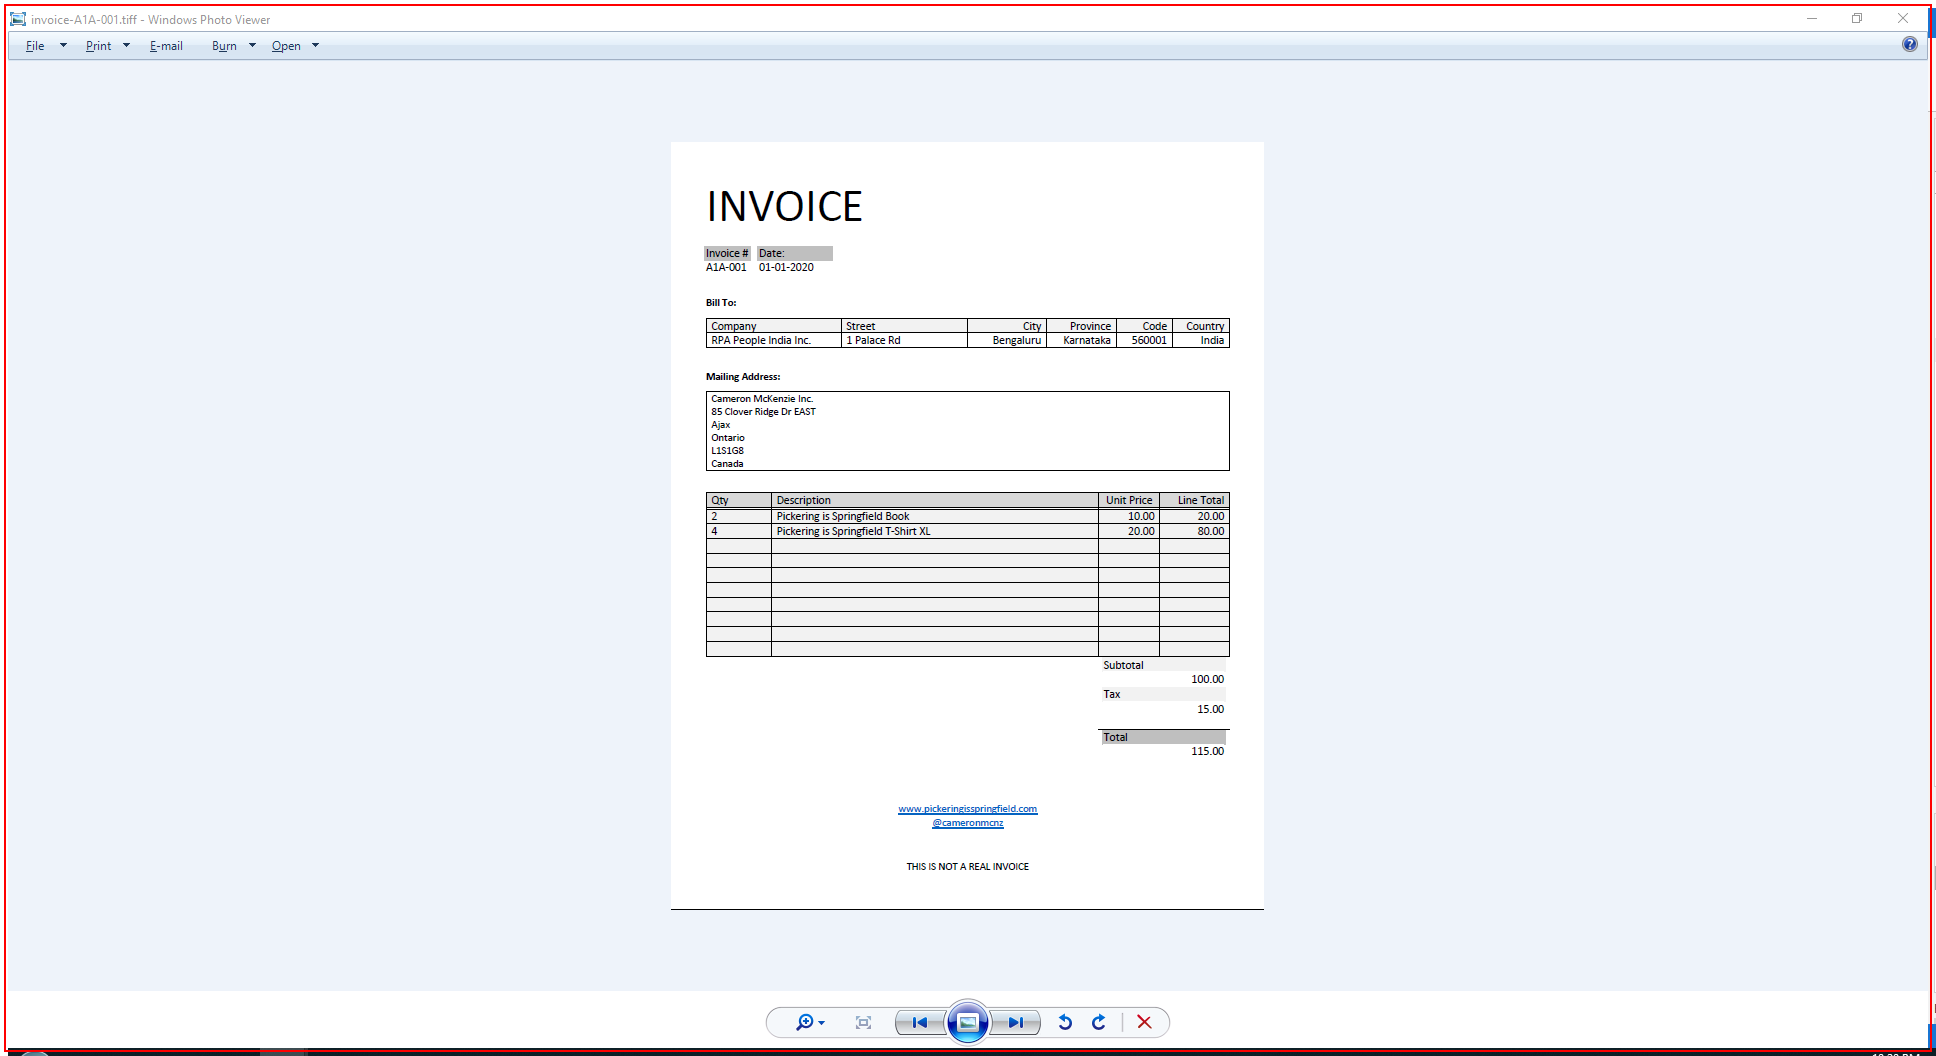 invoice-A1A-001.tiff - Windows Photo Viewer
File Print E-mail Burn Open
INVOICE
Invoice # Date:
A1A-001 01-01-2020
Bill To:
Company Street City Province Code Country
RPA People India Inc. 1 Palace Rd Bengaluru Karnataka 560001 India
Mailing Address:
Cameron McKenzie Inc.
85 Clover Ridge Dr EAST
Ajax
Ontario
L1S1G8
Canada
Qty Description Unit Price Line Total
2 Pickering is Springfield Book 10.00 20.00
4 Pickering is Springfield T-Shirt XL 20.00 80.00
Subtotal
100.00
Tax
15.00
Total
115.00
www.pickeringisspringfield.com
@cameronmcnz
THIS IS NOT A REAL INVOICE